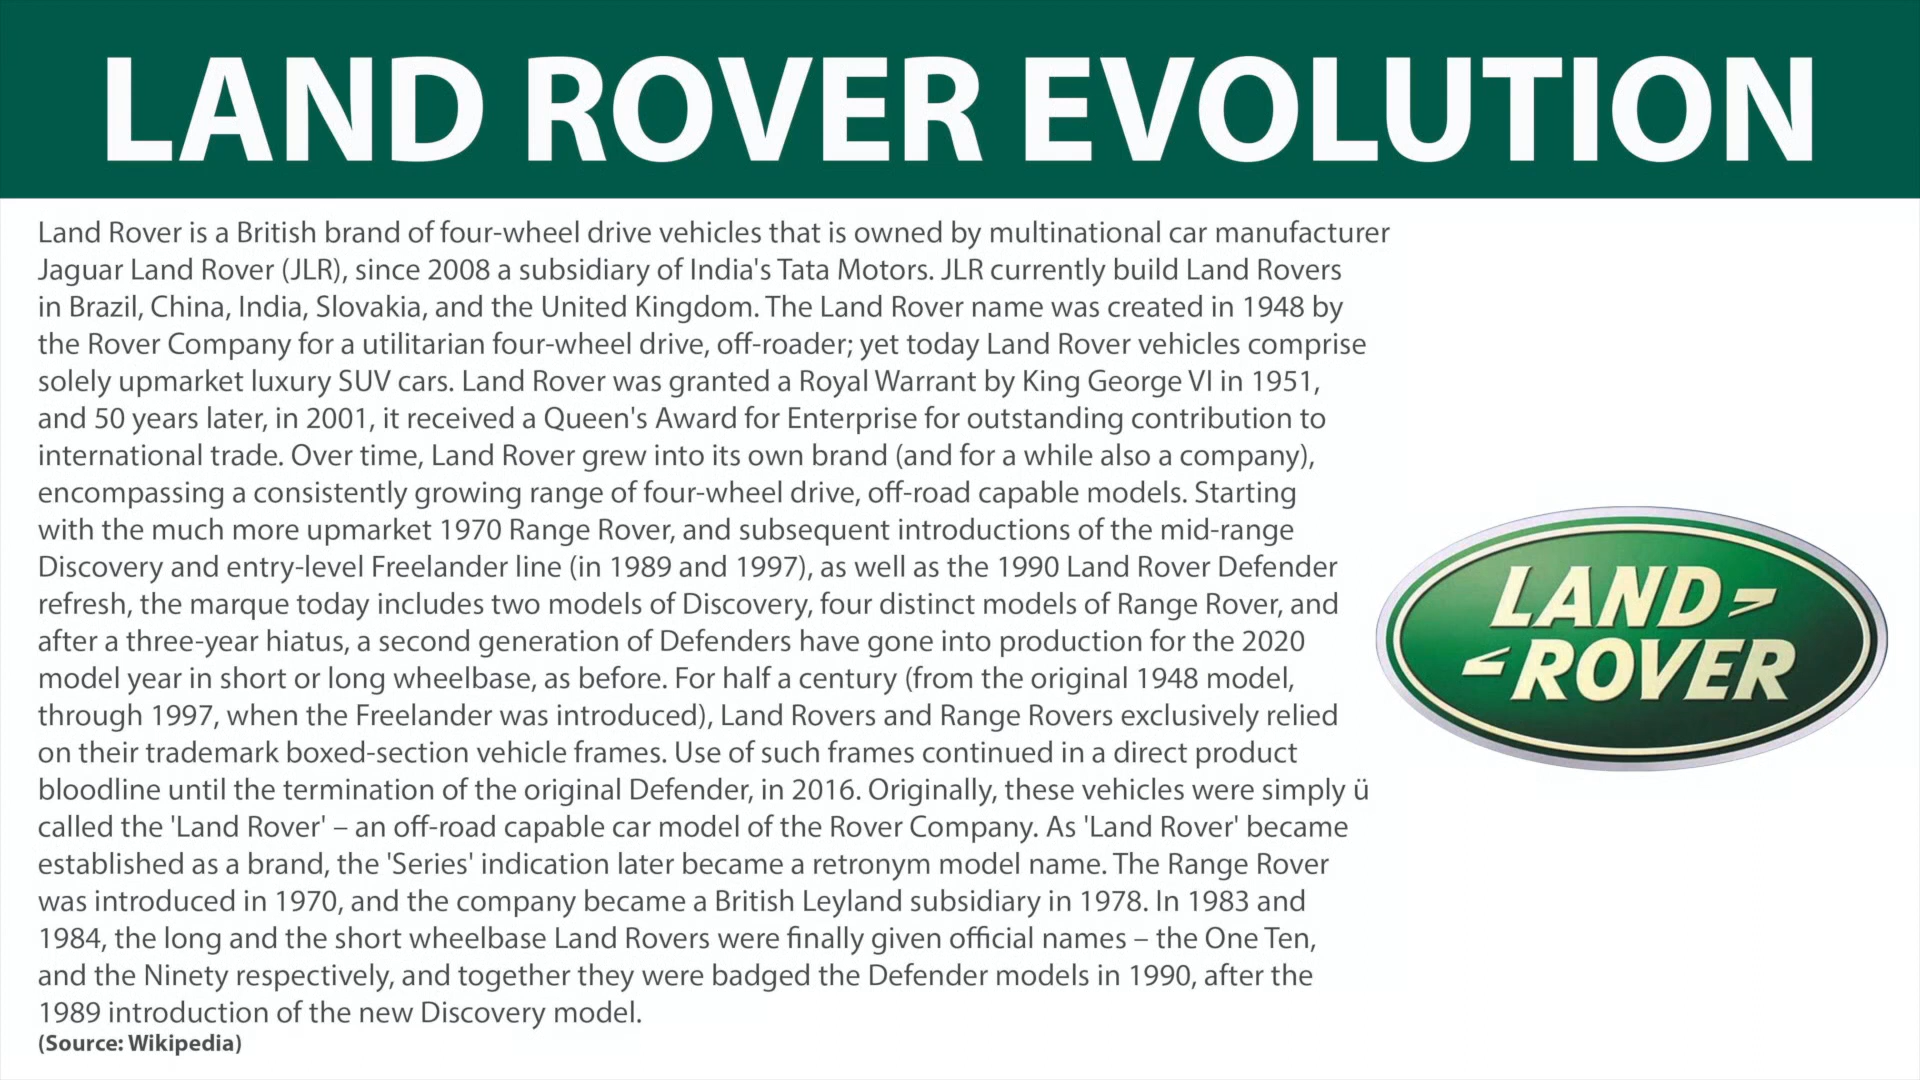 LAND ROVER EVOLUTION
Land Rover is a British brand of four-wheel drive vehicles that is owned by multinational car manufacturer
Jaguar Land Rover (JLR), since 2008 a subsidiary of India's Tata Motors. JLR currently build Land Rovers
in Brazil, China, India, Slovakia, and the United Kingdom. The Land Rover name was created in 1948 by
the Rover Company for a utilitarian four-wheel drive, off-roader; yet today Land Rover vehicles comprise
solely upmarket luxury SUV cars. Land Rover was granted a Royal Warrant by King George VI in 1951,
and 50 years later, in 2001, it received a Queen's Award for Enterprise for outstanding contribution to
international trade. Over time, Land Rover grew into its own brand (and for a while also a company),
encompassing a consistently growing range of four-wheel drive, off-road capable models. Starting
with the much more upmarket 1970 Range Rover, and subsequent introductions of the mid-range
Discovery and entry-level Freelander line (in 1989 and 1997), as well as the 1990 Land Rover Defender
refresh, the marque today includes two models of Discovery, four distinct models of Range Rover, and
after a three-year hiatus, a second generation of Defenders have gone into production for the 2020
model year in short or long wheelbase, as before. For half a century (from the original 1948 model,
through 1997, when the Freelander was introduced), Land Rovers and Range Rovers exclusively relied
on their trademark boxed-section vehicle frames. Use of such frames continued in a direct product
bloodline until the termination of the original Defender, in 2016. Originally, these vehicles were simply ü
called the 'Land Rover' – an off-road capable car model of the Rover Company. As 'Land Rover' became
established as a brand, the 'Series' indication later became a retronym model name. The Range Rover
was introduced in 1970, and the company became a British Leyland subsidiary in 1978. In 1983 and
1984, the long and the short wheelbase Land Rovers were finally given official names – the One Ten,
and the Ninety respectively, and together they were badged the Defender models in 1990, after the
1989 introduction of the new Discovery model.
(Source: Wikipedia)
LAND
ROVER